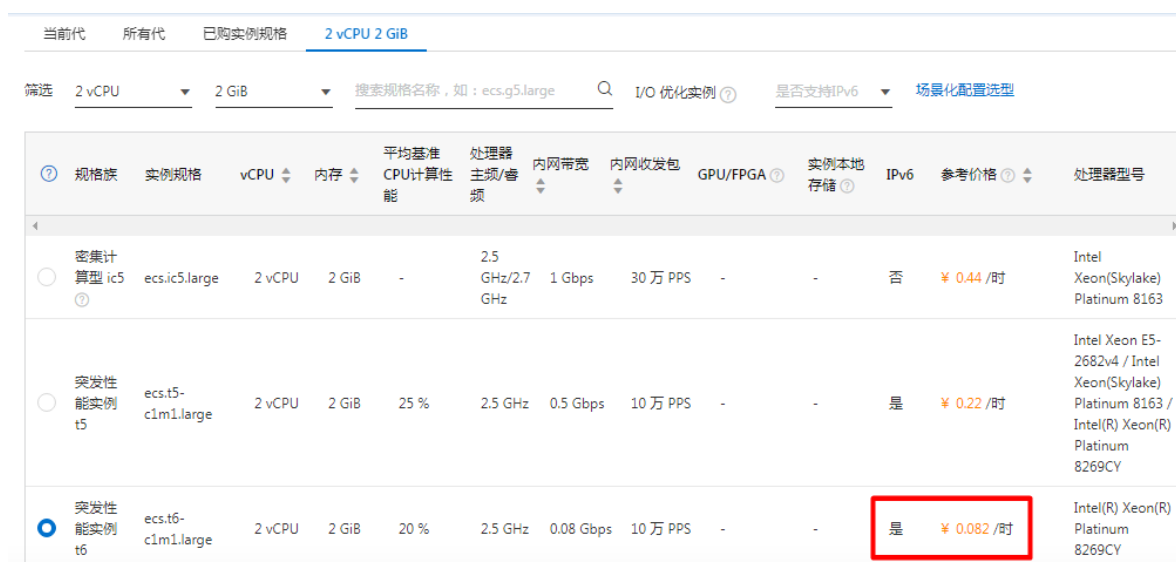 当前代 所有代 已购实例规格 2 vCPU 2 GiB
筛选 2 vCPU 2 GiB 搜索规格名称，如：ecs.g5.large I/O 优化实例 ? 是否支持IPv6 场景化配置选型
? 规格族 实例规格 vCPU 内存 平均基准CPU计算性能 处理器主频/睿频 内网带宽 内网收发包 GPU/FPGA ? 实例本地存储 ? IPv6 参考价格 ? 处理器型号
密集计算型 ic5 ? ecs.ic5.large 2 vCPU 2 GiB - 2.5 GHz/2.7 GHz 1 Gbps 30 万 PPS - - 否 ¥ 0.44 /时 Intel Xeon(Skylake) Platinum 8163
突发性能实例 t5 ecs.t5-c1m1.large 2 vCPU 2 GiB 25 % 2.5 GHz 0.5 Gbps 10 万 PPS - - 是 ¥ 0.22 /时 Intel Xeon E5-2682v4 / Intel Xeon(Skylake) Platinum 8163 / Intel(R) Xeon(R) Platinum 8269CY
突发性能实例 t6 ecs.t6-c1m1.large 2 vCPU 2 GiB 20 % 2.5 GHz 0.08 Gbps 10 万 PPS - - 是 ¥ 0.082 /时 Intel(R) Xeon(R) Platinum 8269CY